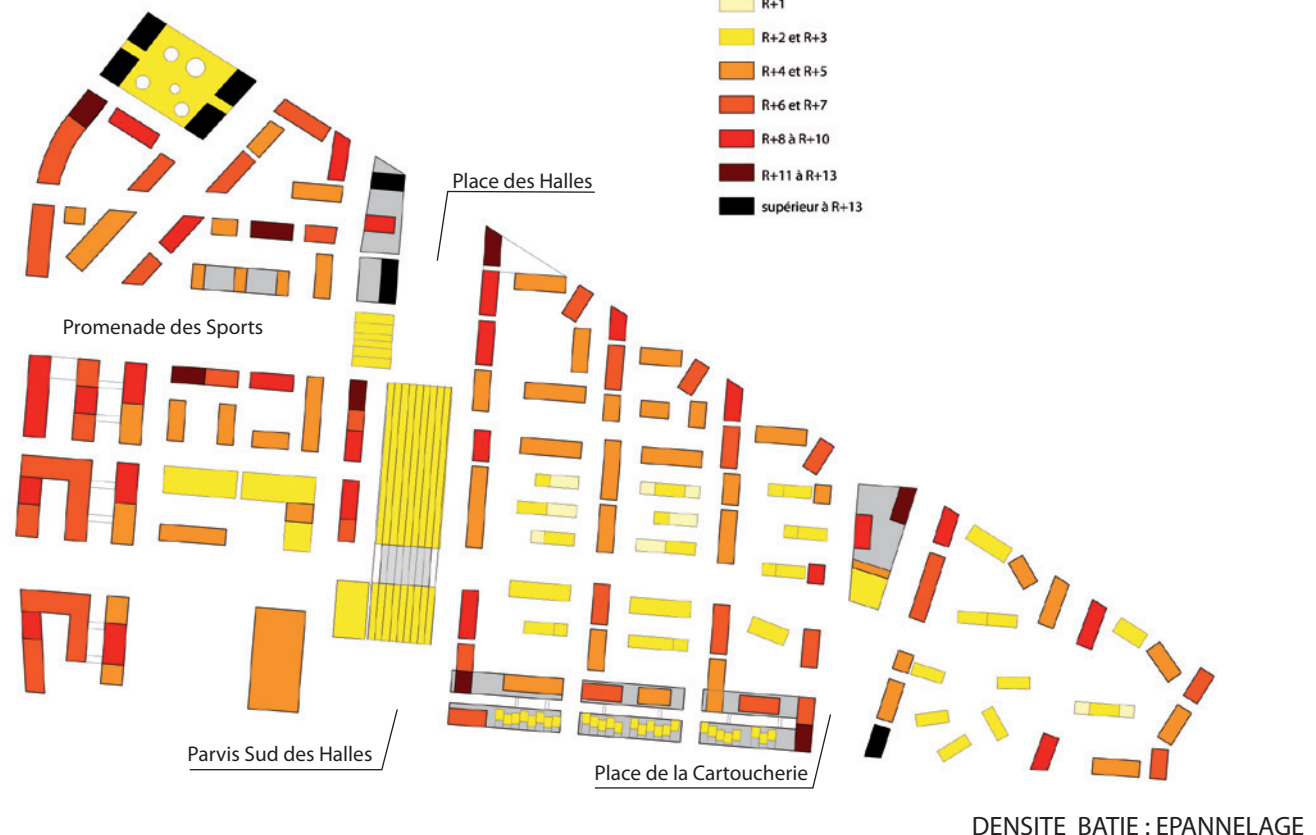 R+1
R+2 et R+3
R+4 et R+5
R+6 et R+7
R+8 à R+10
R+11 à R+13
supérieur à R+13
Place des Halles
Promenade des Sports
Parvis Sud des Halles
Place de la Cartoucherie
DENSITE BATIE : EPANNELAGE